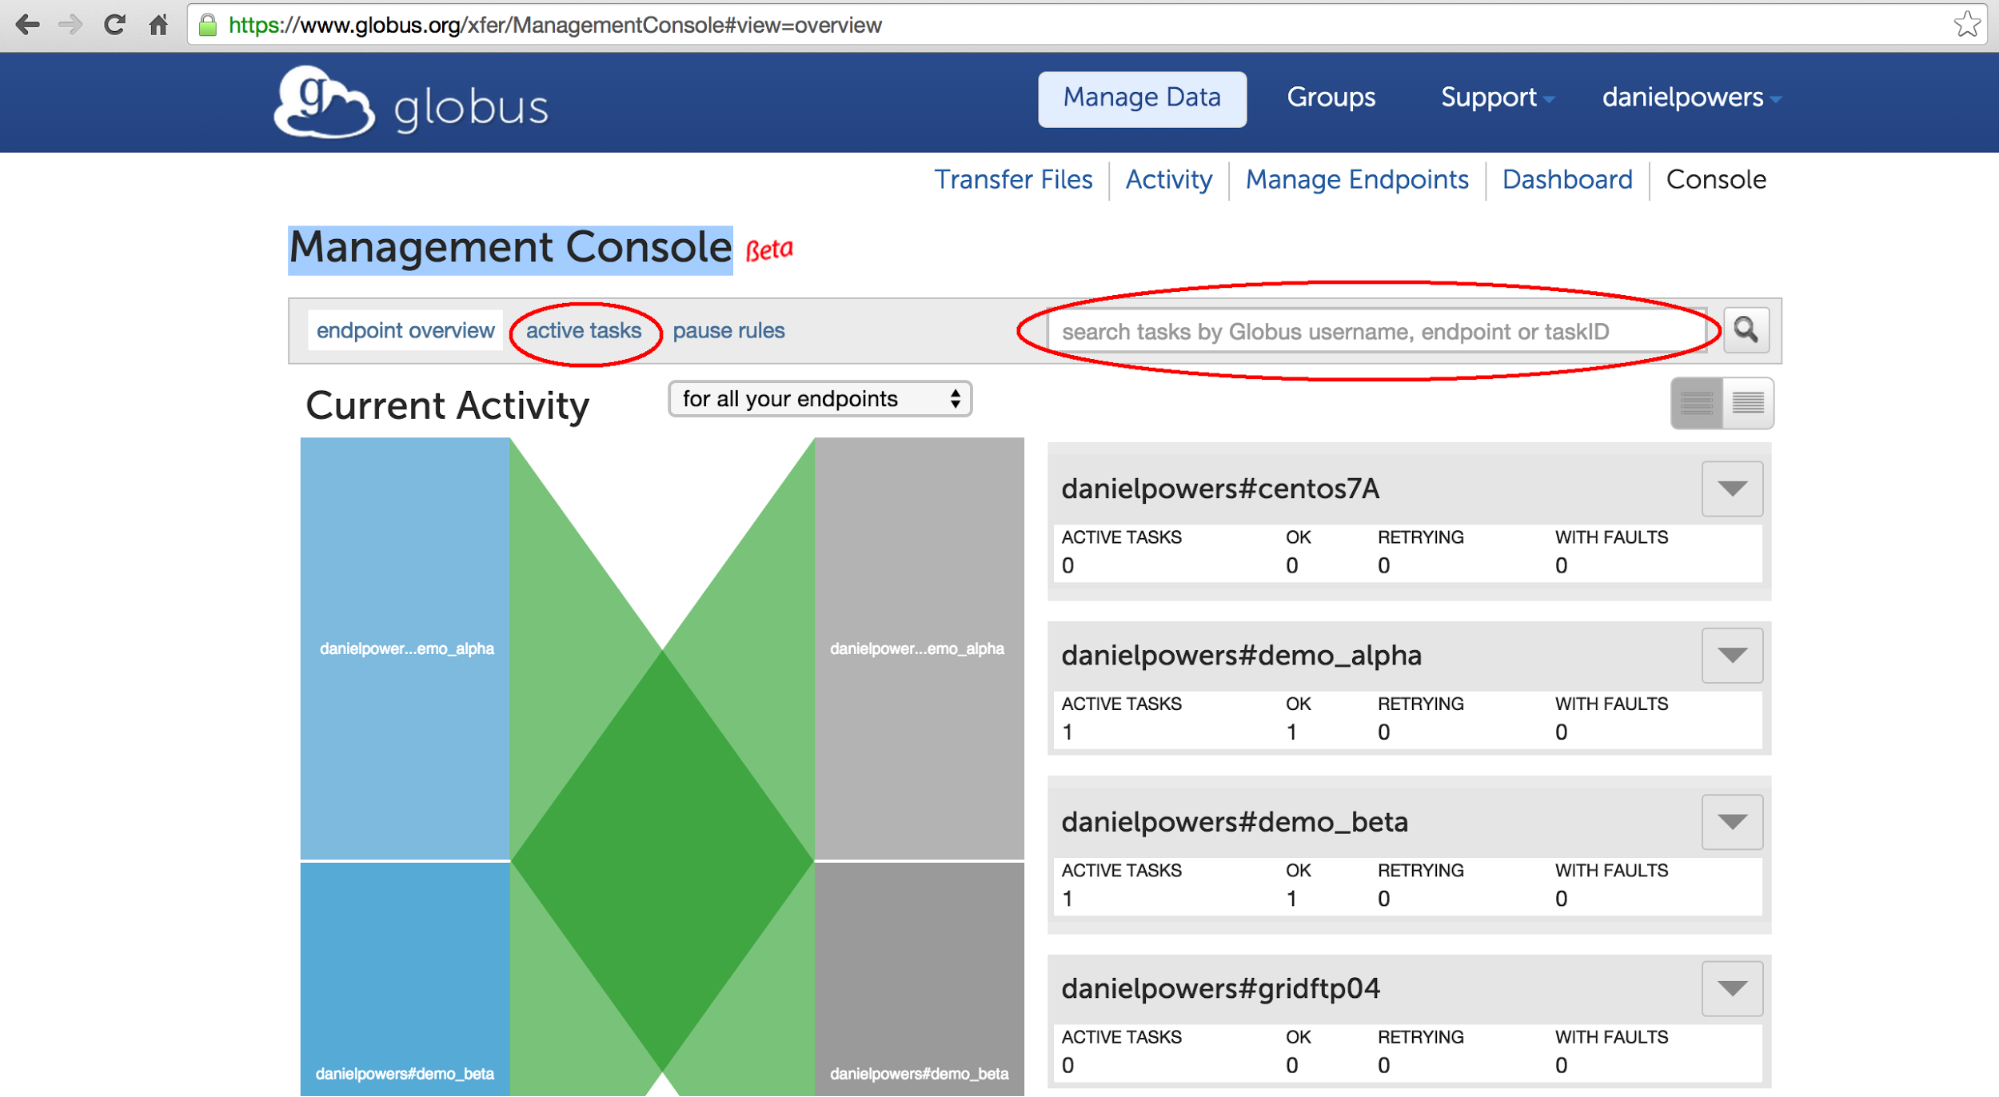 https://www.globus.org/xfer/ManagementConsole#view=overview
g globus
Manage Data Groups Support danielpowers
Transfer Files Activity Manage Endpoints Dashboard Console
Management Console Beta
endpoint overview active tasks pause rules search tasks by Globus username, endpoint or taskID
Current Activity for all your endpoints
danielpowers#centos7A
ACTIVE TASKS OK RETRYING WITH FAULTS
0 0 0 0
danielpower...emo_alpha danielpower...emo_alpha
danielpowers#demo_alpha
ACTIVE TASKS OK RETRYING WITH FAULTS
1 1 0 0
danielpowers#demo_beta
ACTIVE TASKS OK RETRYING WITH FAULTS
1 1 0 0
danielpowers#gridftp04
ACTIVE TASKS OK RETRYING WITH FAULTS
0 0 0 0
danielpowers#demo_beta danielpowers#demo_beta